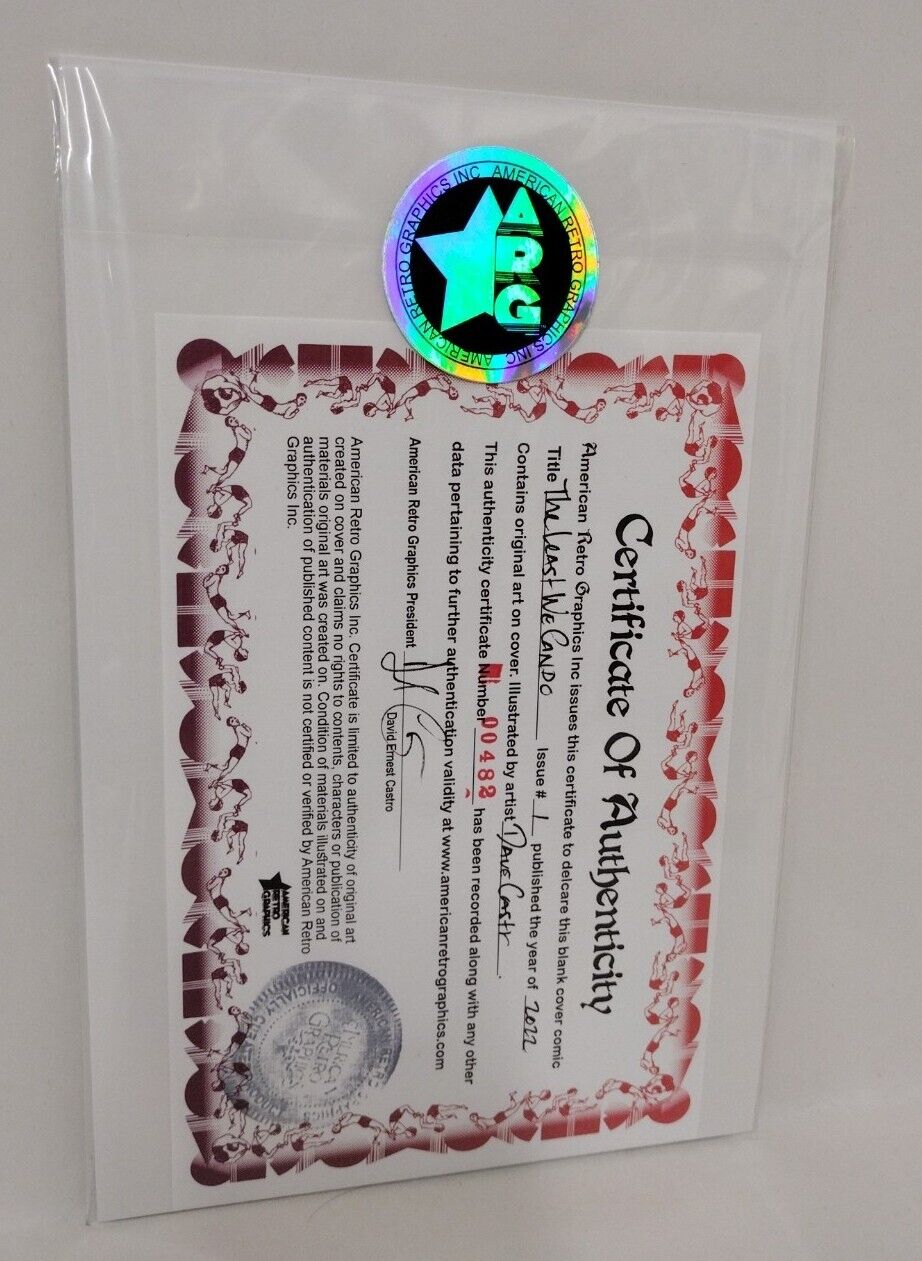 AMERICAN RETRO GRAPHICS INC AMERICAN RETRO GRAPHICS INC
ARG
Certificate Of Authenticity
American Retro Graphics Inc issues this certificate to delcare this blank cover comic
Title The Least We Can Do Issue # 1 published the year of 2022
Contains original art on cover. Illustrated by artist Dave Castr.
This authenticity certificate Number 00482 has been recorded along with any other
data pertaining to further authentication validity at www.americanretrographics.com
American Retro Graphics President
David Ernest Castro
American Retro Graphics Inc. Certificate is limited to authenticity of original art
created on cover and claims no rights to contents, characters or publication of
materials original art was created on. Condition of materials illustrated on and
authentication of published content is not certified or verified by American Retro
Graphics Inc.
AMERICAN
RETRO
GRAPHICS